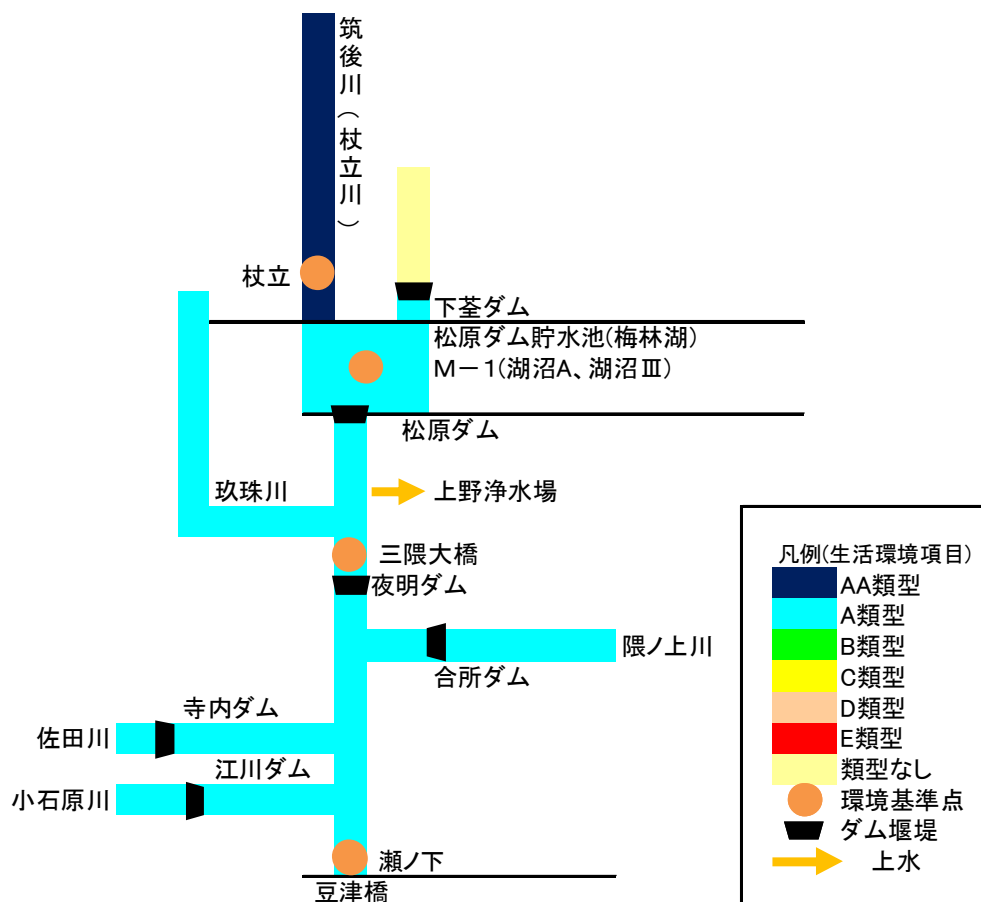 筑後川(杖立川)
杖立
下筌ダム
松原ダム貯水池(梅林湖)
M－1(湖沼A、湖沼Ⅲ)
松原ダム
玖珠川
上野浄水場
三隈大橋
夜明ダム
隈ノ上川
合所ダム
寺内ダム
佐田川
江川ダム
小石原川
瀬ノ下
豆津橋
凡例(生活環境項目)
AA類型
A類型
B類型
C類型
D類型
E類型
類型なし
環境基準点
ダム堰堤
上水